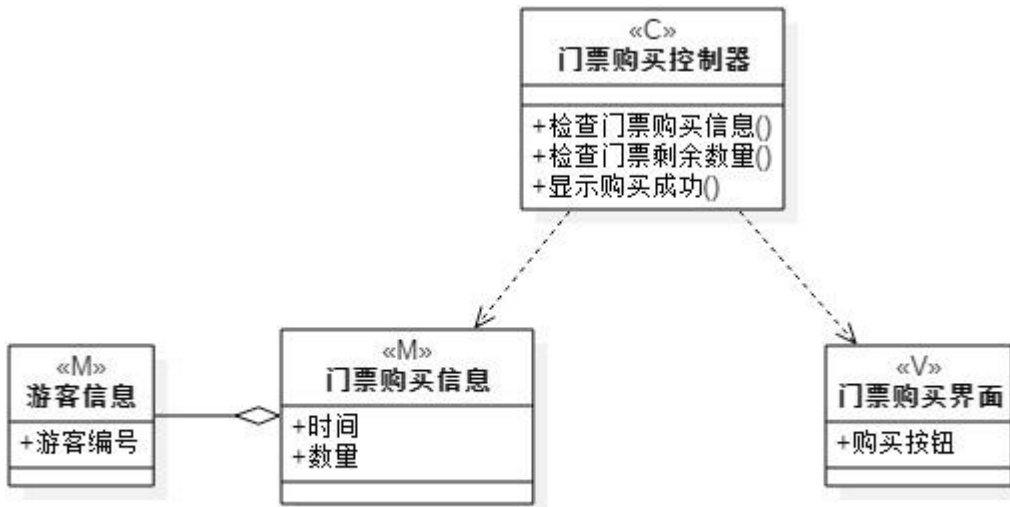 «C»
门票购买控制器
+检查门票购买信息()
+检查门票剩余数量()
+显示购买成功()
«M»
游客信息
+游客编号
«M»
门票购买信息
+时间
+数量
«V»
门票购买界面
+购买按钮